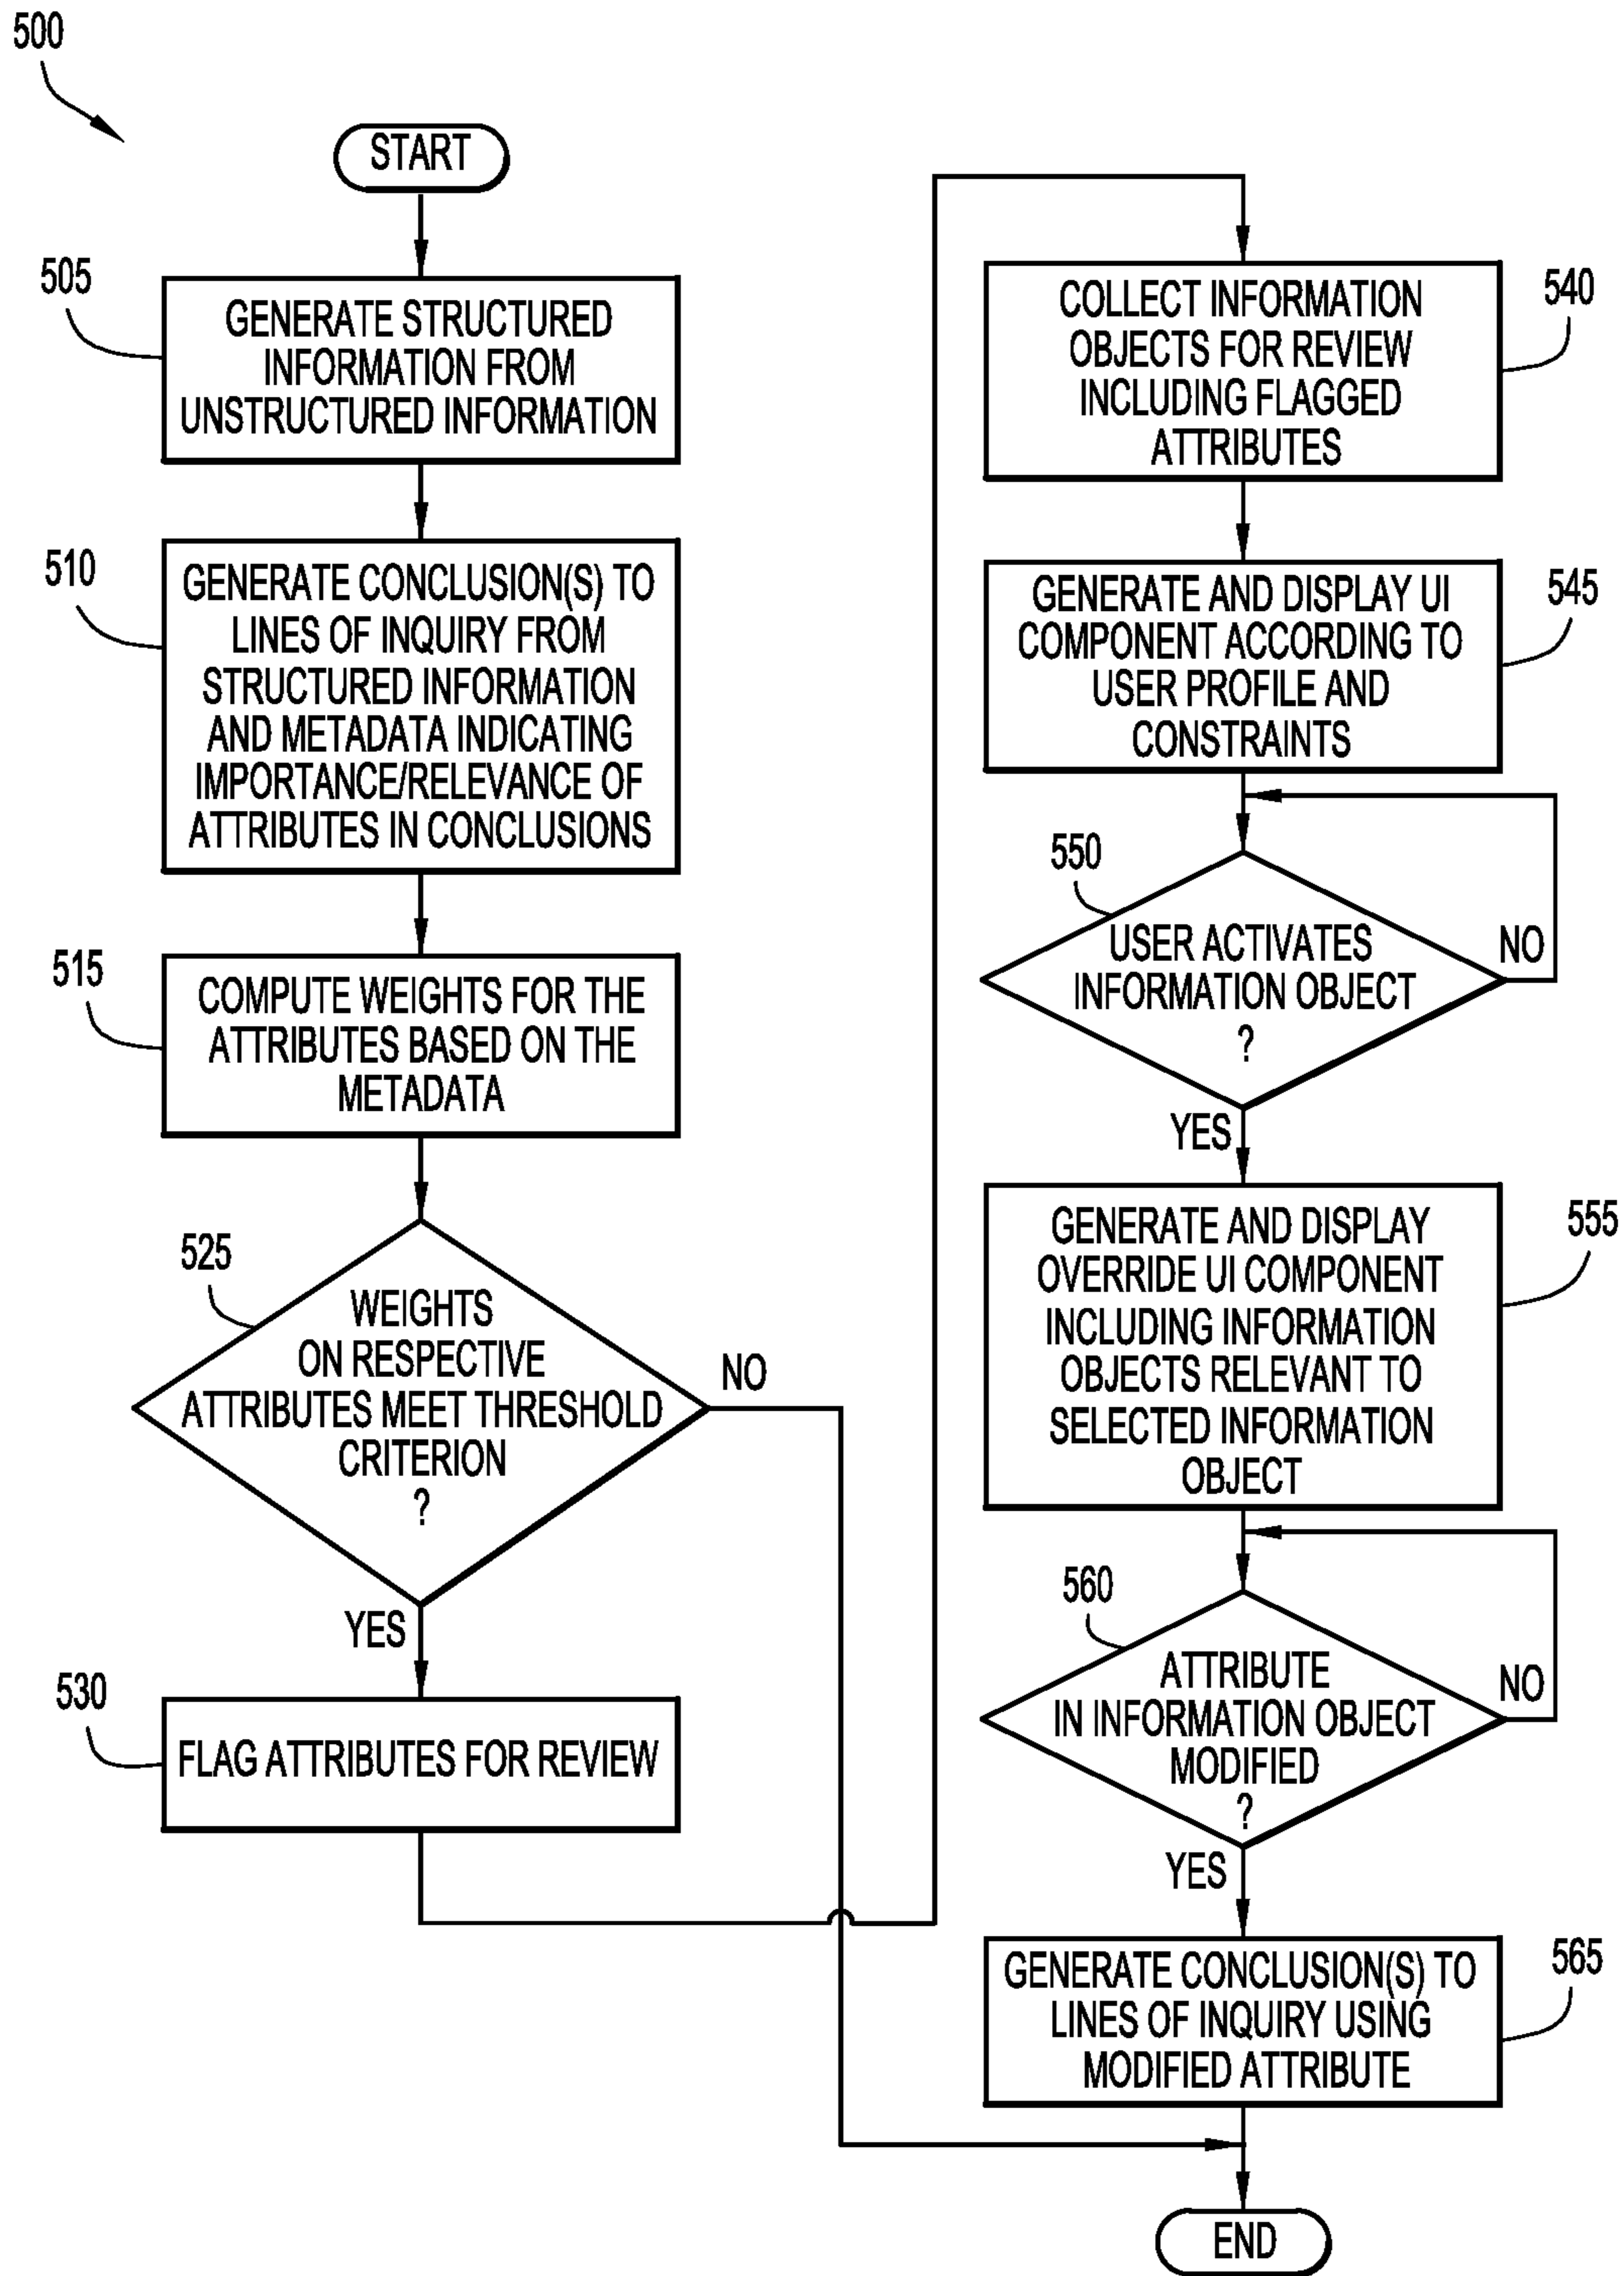 500
START
505
GENERATE STRUCTURED
INFORMATION FROM
UNSTRUCTURED INFORMATION
510
GENERATE CONCLUSION(S) TO
LINES OF INQUIRY FROM
STRUCTURED INFORMATION
AND METADATA INDICATING
IMPORTANCE/RELEVANCE OF
ATTRIBUTES IN CONCLUSIONS
515
COMPUTE WEIGHTS FOR THE
ATTRIBUTES BASED ON THE
METADATA
525
WEIGHTS
ON RESPECTIVE
ATTRIBUTES MEET THRESHOLD
CRITERION
?
NO
YES
530
FLAG ATTRIBUTES FOR REVIEW
540
COLLECT INFORMATION
OBJECTS FOR REVIEW
INCLUDING FLAGGED
ATTRIBUTES
545
GENERATE AND DISPLAY UI
COMPONENT ACCORDING TO
USER PROFILE AND
CONSTRAINTS
550
USER ACTIVATES
INFORMATION OBJECT
?
NO
YES
555
GENERATE AND DISPLAY
OVERRIDE UI COMPONENT
INCLUDING INFORMATION
OBJECTS RELEVANT TO
SELECTED INFORMATION
OBJECT
560
ATTRIBUTE
IN INFORMATION OBJECT
MODIFIED
?
NO
YES
565
GENERATE CONCLUSION(S) TO
LINES OF INQUIRY USING
MODIFIED ATTRIBUTE
END